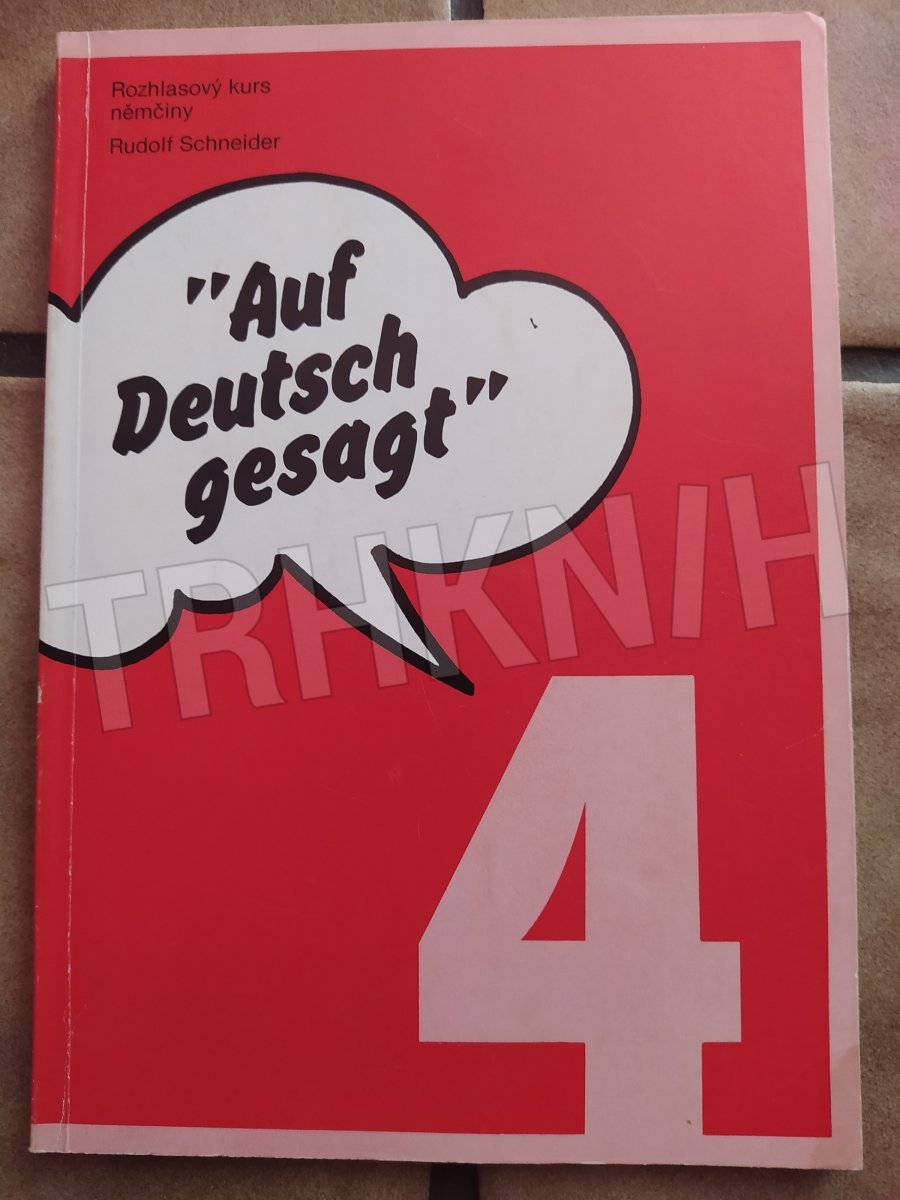 Rozhlasový kurs
němčiny
Rudolf Schneider
"Auf
Deutsch
gesagt"
TRHKNIH
4